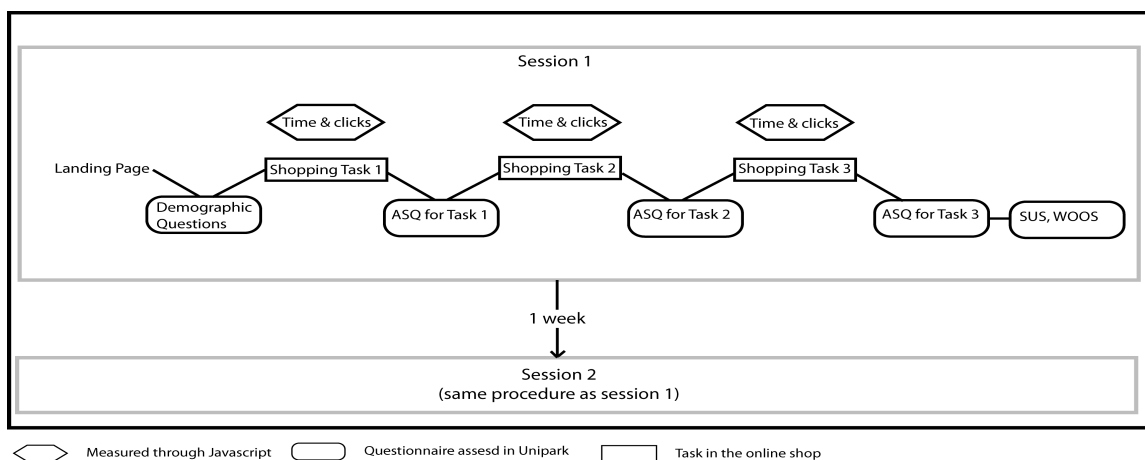 Session 1
Time & clicks
Time & clicks
Time & clicks
Landing Page
Shopping Task 1
Shopping Task 2
Shopping Task 3
Demographic
Questions
ASQ for Task 1
ASQ for Task 2
ASQ for Task 3
SUS, WOOS
1 week
Session 2
(same procedure as session 1)
Measured through Javascript
Questionnaire assesd in Unipark
Task in the online shop